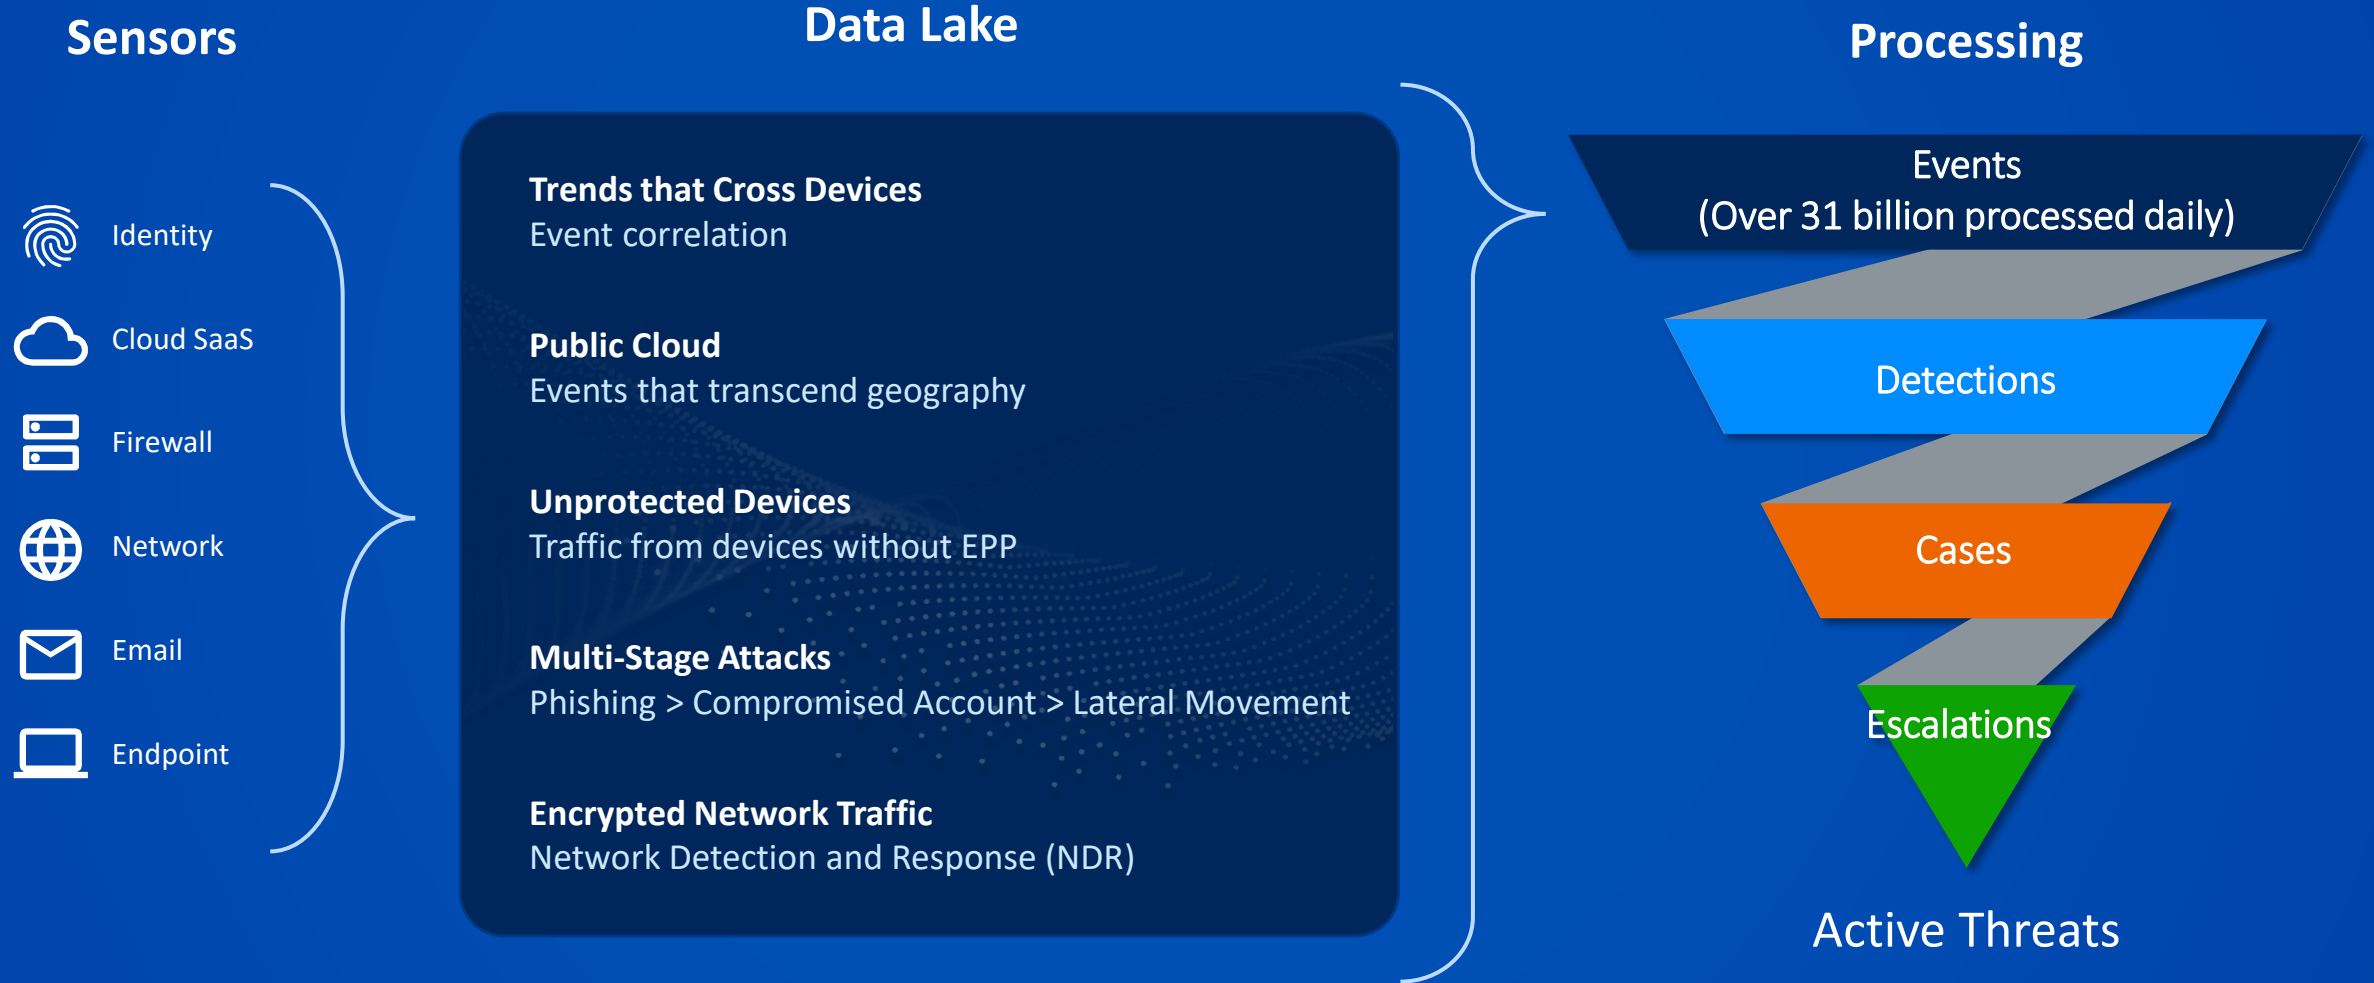 Sensors
Identity
Cloud SaaS
Firewall
Network
Email
Endpoint
Data Lake
Trends that Cross Devices
Event correlation
Public Cloud
Events that transcend geography
Unprotected Devices
Traffic from devices without EPP
Multi-Stage Attacks
Phishing > Compromised Account > Lateral Movement
Encrypted Network Traffic
Network Detection and Response (NDR)
Processing
Events
(Over 31 billion processed daily)
Detections
Cases
Escalations
Active Threats